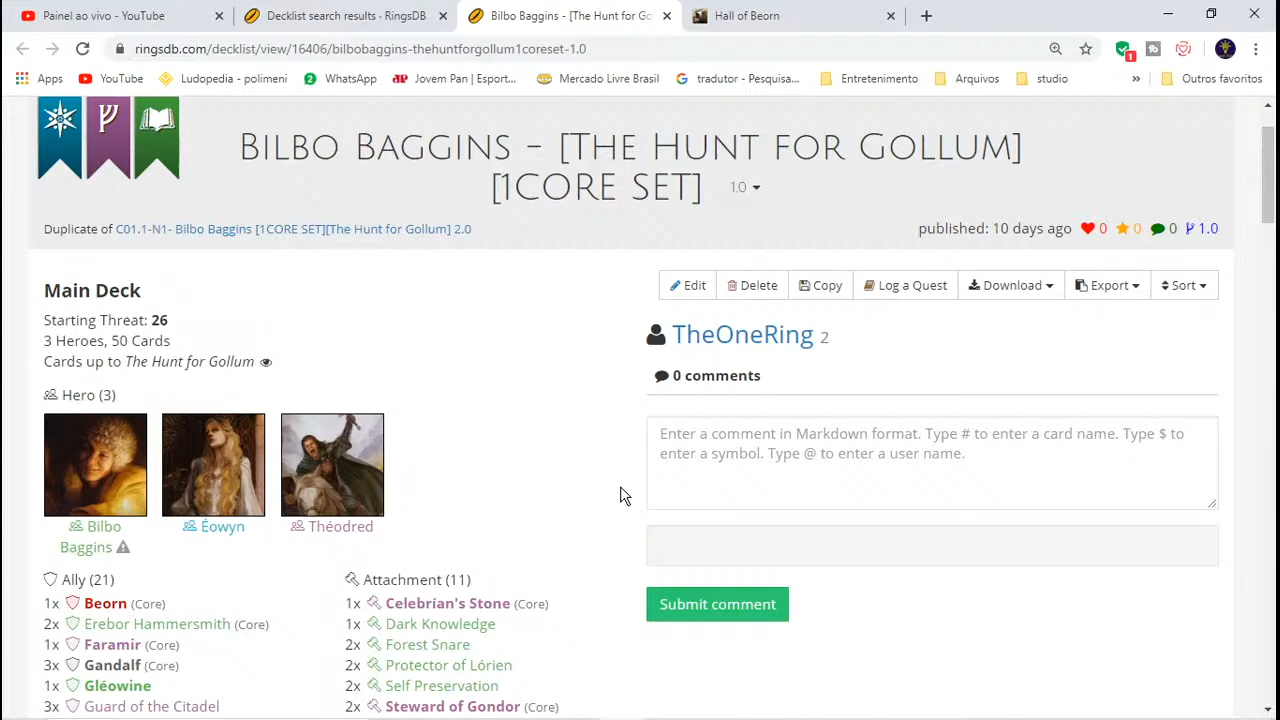 Painel ao vivo - YouTube
Decklist search results - RingsDB
Bilbo Baggins - [The Hunt for Go
Hall of Beorn
ringsdb.com/decklist/view/16406/bilbobaggins-thehuntforgollum1coreset-1.0
1
Apps
YouTube
Ludopedia - polimeni
2
WhatsApp
JP
Jovem Pan | Esport...
Mercado Livre Brasil
G
tradutor - Pesquisa...
Entretenimento
Arquivos
studio
»
Outros favoritos
Bilbo Baggins - [The Hunt for Gollum]
[1Core Set] 1.0
Duplicate of C01.1-N1- Bilbo Baggins [1CORE SET][The Hunt for Gollum] 2.0
published: 10 days ago 0 0 0 1.0
Main Deck
Edit Delete Copy Log a Quest Download Export Sort
Starting Threat: 26
3 Heroes, 50 Cards
Cards up to The Hunt for Gollum
TheOneRing 2
0 comments
Hero (3)
Enter a comment in Markdown format. Type # to enter a card name. Type $ to
enter a symbol. Type @ to enter a user name.
Bilbo
Baggins
Éowyn
Théodred
Submit comment
Ally (21)
1x Beorn (Core)
2x Erebor Hammersmith (Core)
1x Faramir (Core)
3x Gandalf (Core)
1x Gléowine
3x Guard of the Citadel
Attachment (11)
1x Celebrían's Stone (Core)
1x Dark Knowledge
2x Forest Snare
2x Protector of Lórien
2x Self Preservation
2x Steward of Gondor (Core)